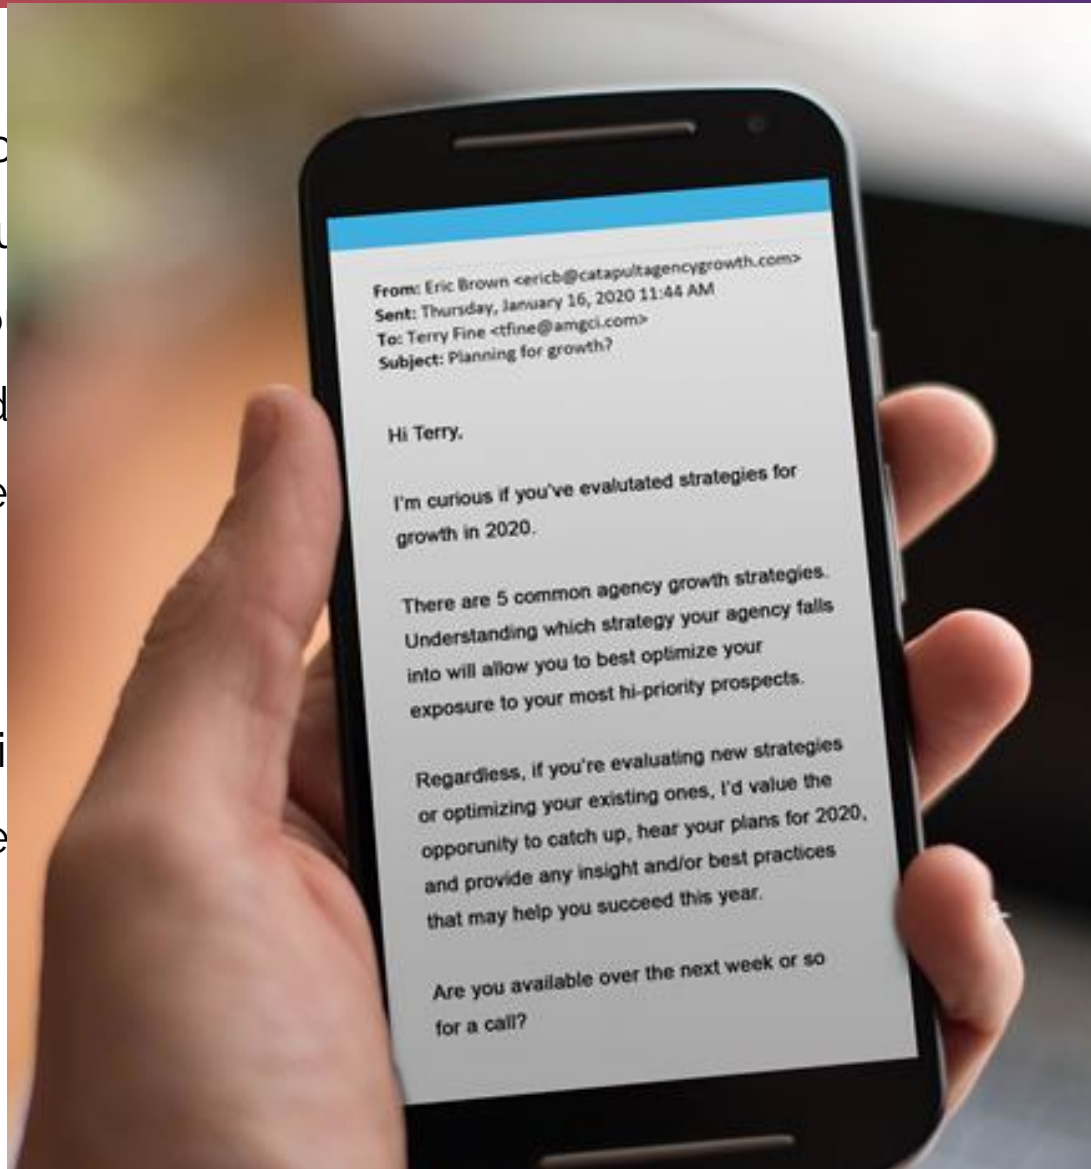 From: Eric Brown <ericb@catapultagencygrowth.com>
Sent: Thursday, January 16, 2020 11:44 AM
To: Terry Fine <tfine@amgci.com>
Subject: Planning for growth?
Hi Terry,
I'm curious if you've evalutated strategies for
growth in 2020.
There are 5 common agency growth strategies.
Understanding which strategy your agency falls
into will allow you to best optimize your
exposure to your most hi-priority prospects.
Regardless, if you're evaluating new strategies
or optimizing your existing ones, I'd value the
opporunity to catch up, hear your plans for 2020,
and provide any insight and/or best practices
that may help you succeed this year.
Are you available over the next week or so
for a call?